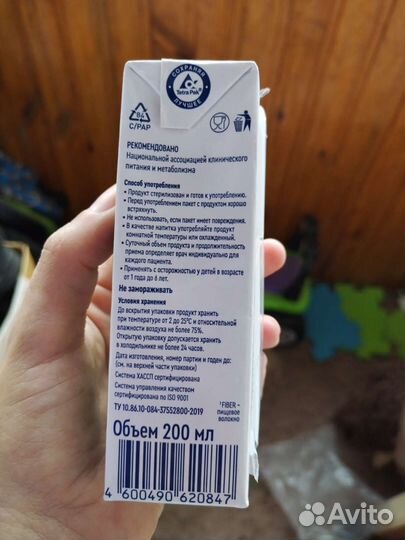 СОХРАНЯЯ
Tetra Pak
ЛУЧШЕЕ
84
C/PAP
РЕКОМЕНДОВАНО
Национальной ассоциацией клинического
питания и метаболизма
Способ употребления
• Продукт стерилизован и готов к употреблению.
• Перед употреблением пакет с продуктом хорошо
встряхнуть.
• Не использовать, если пакет имеет повреждения.
• В качестве напитка употребляйте продукт
комнатной температуры или охлажденный.
• Суточный объем продукта и продолжительность
приема определяет врач индивидуально для
каждого пациента.
• Применять с осторожностью у детей в возрасте
от 1 года до 6 лет.
Не замораживать
Условия хранения
До вскрытия упаковки продукт хранить
при температуре от 2 до 25°С и относительной
влажности воздуха не более 75%.
Открытую упаковку допускается хранить
в холодильнике не более 24 часов.
Дата изготовления, номер партии и годен до:
(см. на верхней части упаковки)
Система ХАССП сертифицирована
Система управления качеством
сертифицирована по ISO 9001
ТУ 10.86.10-084-37552800-2019
¹FIBER –
пищевое
волокно
Объем 200 мл
4 600490 620847
Avito